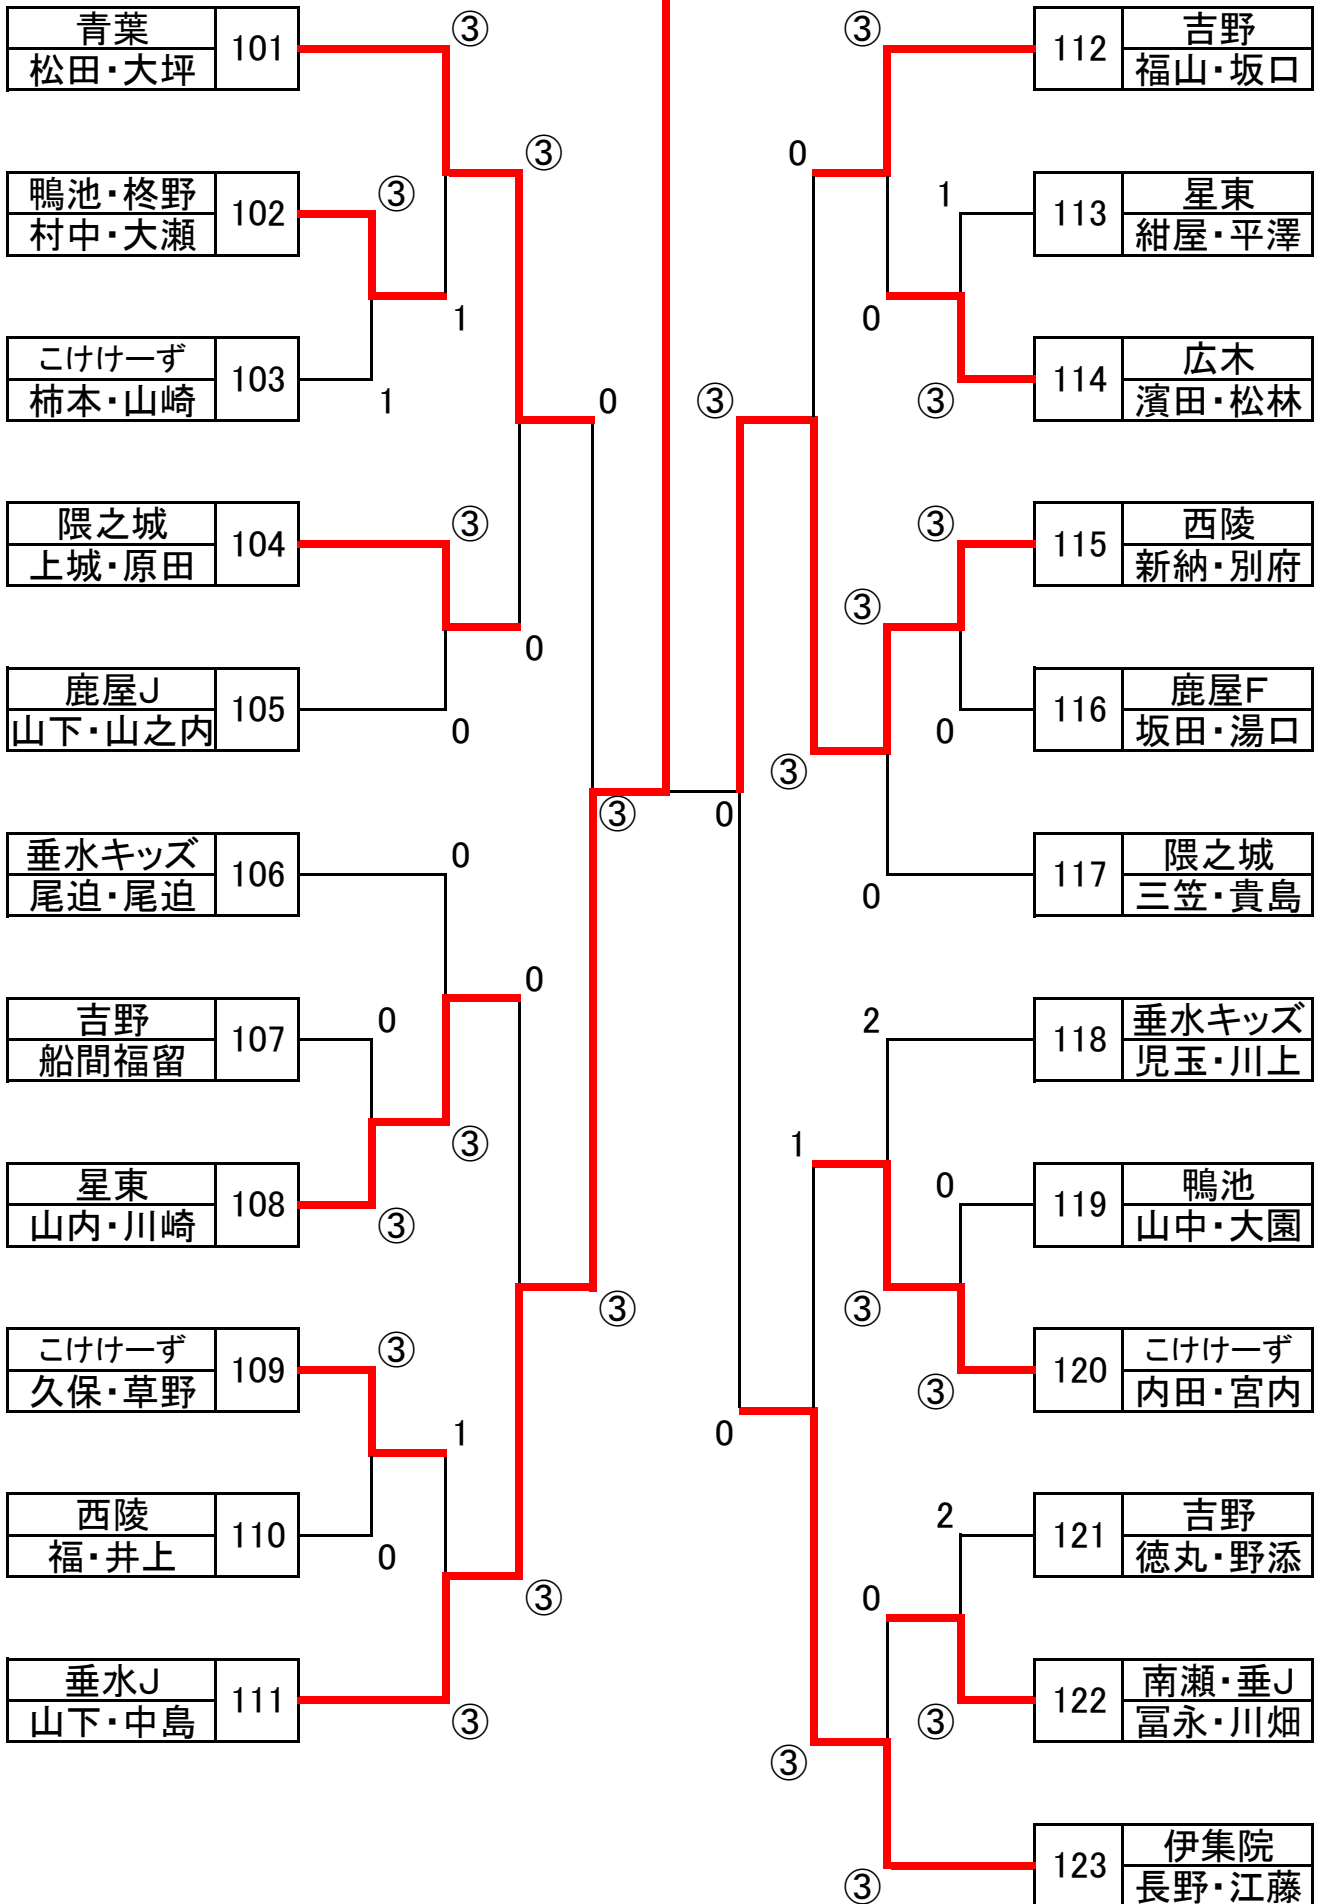 青葉
松田・大坪
101
③
③
112
吉野
福山・坂口
③
0
鴨池・柊野
村中・大瀬
102
③
1
113
星東
紺屋・平澤
1
0
こけけーず
柿本・山崎
103
1
0
③
③
114
広木
濱田・松林
隈之城
上城・原田
104
③
③
115
西陵
新納・別府
③
0
鹿屋J
山下・山之内
105
0
0
116
鹿屋F
坂田・湯口
③
③
0
垂水キッズ
尾迫・尾迫
106
0
0
117
隈之城
三笠・貴島
0
吉野
船間福留
107
0
2
118
垂水キッズ
児玉・川上
③
1
星東
山内・川崎
108
③
0
119
鴨池
山中・大園
③
③
こけけーず
久保・草野
109
③
③
120
こけけーず
内田・宮内
1
0
西陵
福・井上
110
0
2
121
吉野
徳丸・野添
③
0
垂水J
山下・中島
111
③
③
122
南瀬・垂J
冨永・川畑
③
③
123
伊集院
長野・江藤